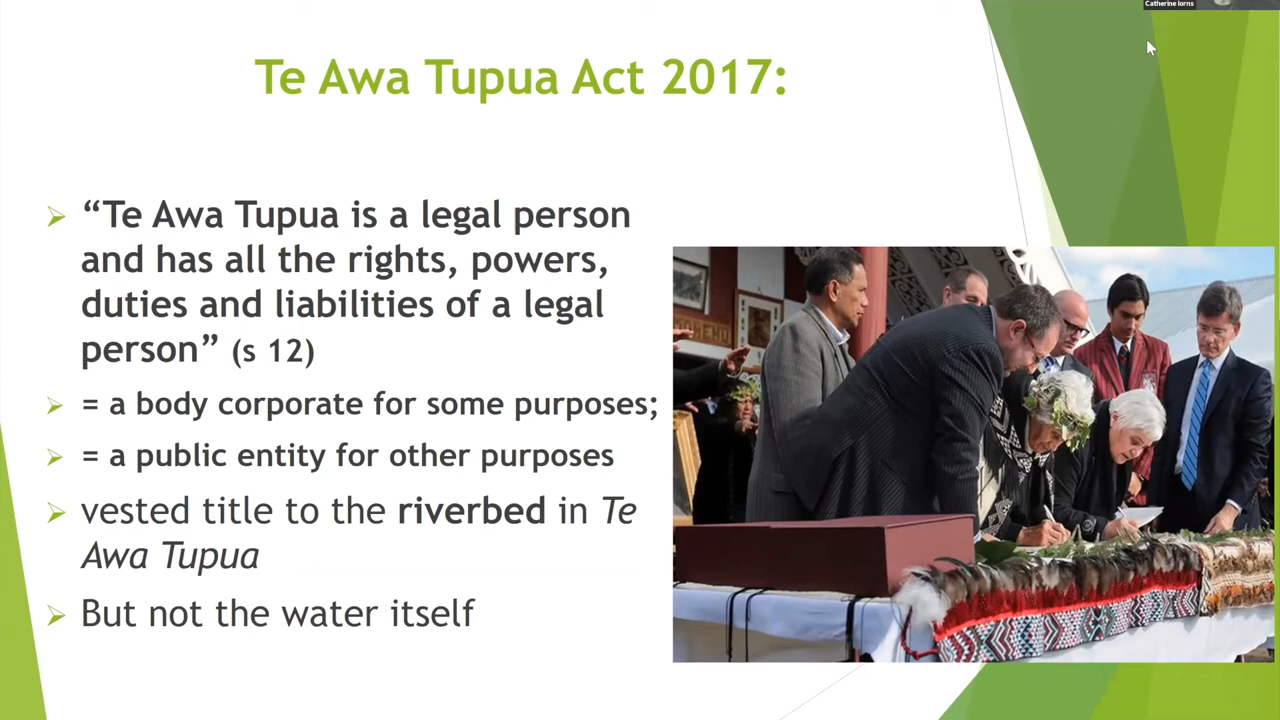 Catherine Iorns
Te Awa Tupua Act 2017:
“Te Awa Tupua is a legal person
and has all the rights, powers,
duties and liabilities of a legal
person” (s 12)
= a body corporate for some purposes;
= a public entity for other purposes
vested title to the riverbed in Te
Awa Tupua
But not the water itself